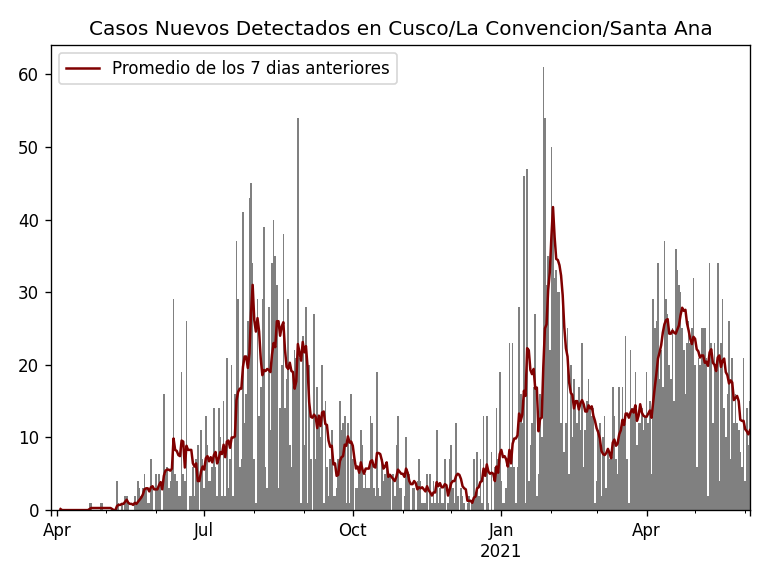 Casos Nuevos Detectados en Cusco/La Convencion/Santa Ana
Promedio de los 7 dias anteriores
60
50
40
30
20
10
0
Apr Jul Oct Jan Apr
2021